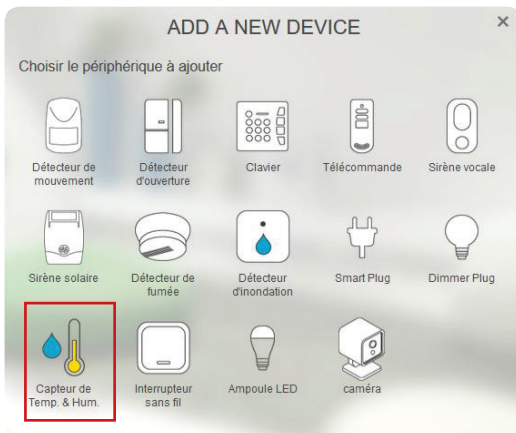 ADD A NEW DEVICE
×
Choisir le périphérique à ajouter
Détecteur de
mouvement
Détecteur
d'ouverture
Clavier
Télécommande
Sirène vocale
Sirène solaire
Détecteur de
fumée
Détecteur
d'inondation
Smart Plug
Dimmer Plug
Capteur de
Temp. & Hum.
Interrupteur
sans fil
Ampoule LED
caméra